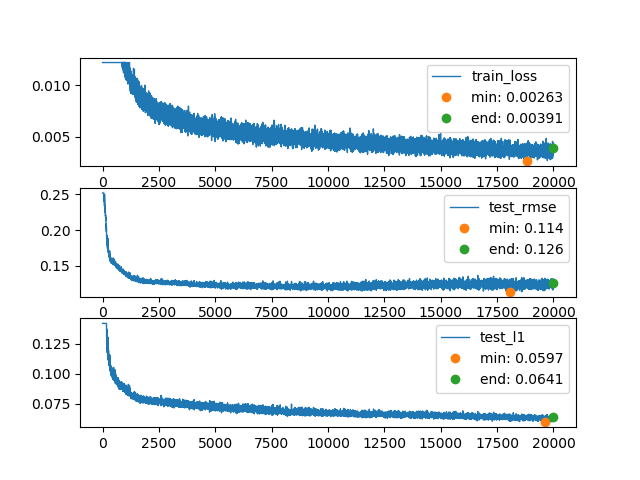 0.010
0.005
train_loss
min: 0.00263
end: 0.00391
0 2500 5000 7500 10000 12500 15000 17500 20000
0.25
0.20
0.15
test_rmse
min: 0.114
end: 0.126
0 2500 5000 7500 10000 12500 15000 17500 20000
0.125
0.100
0.075
test_l1
min: 0.0597
end: 0.0641
0 2500 5000 7500 10000 12500 15000 17500 20000